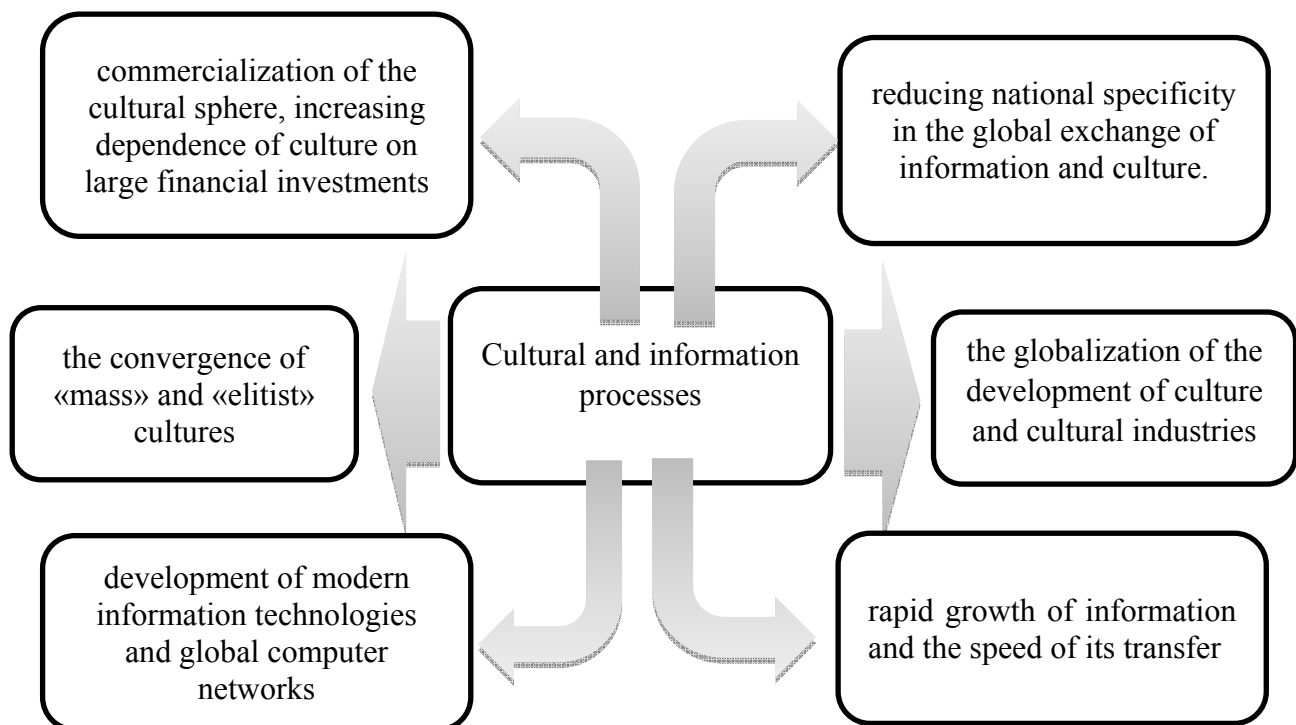 commercialization of the
cultural sphere, increasing
dependence of culture on
large financial investments
reducing national specificity
in the global exchange of
information and culture.
the convergence of
«mass» and «elitist»
cultures
Cultural and information
processes
the globalization of the
development of culture
and cultural industries
development of modern
information technologies
and global computer
networks
rapid growth of information
and the speed of its transfer